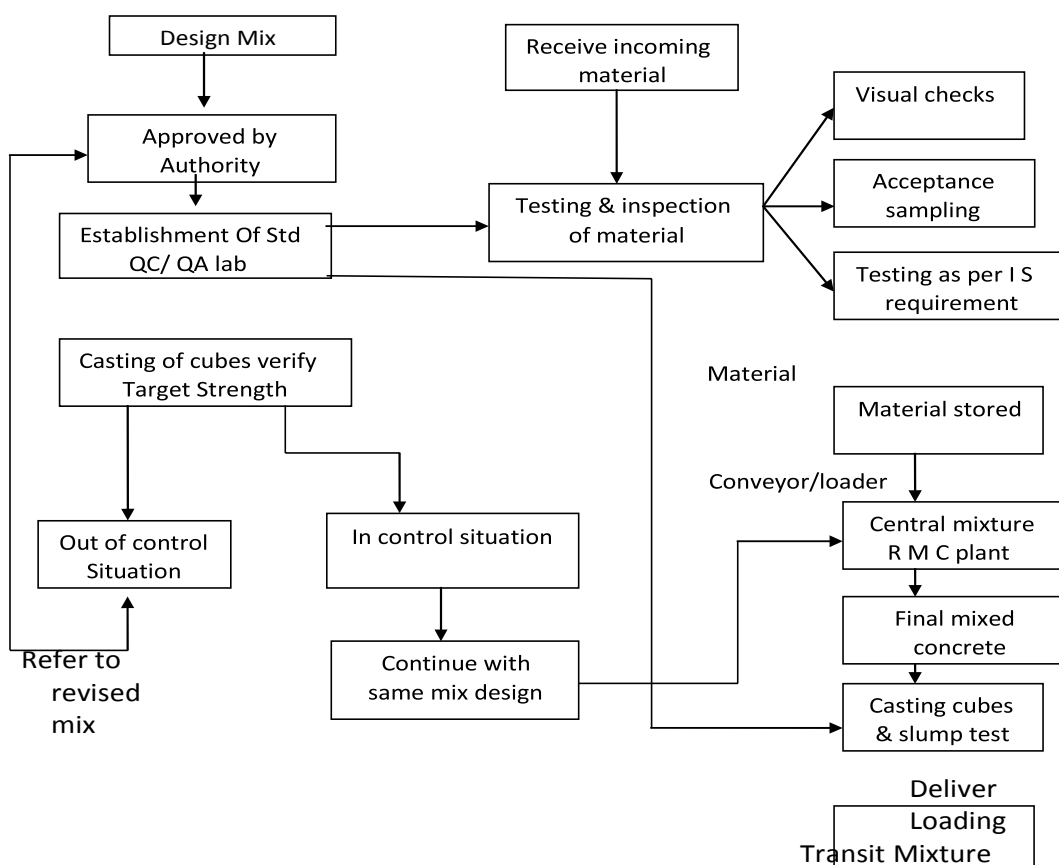 Design Mix
Receive incoming
material
Visual checks
Approved by
Authority
Acceptance
sampling
Testing & inspection
of material
Establishment Of Std
QC/ QA lab
Testing as per I S
requirement
Casting of cubes verify
Target Strength
Material
Material stored
Conveyor/loader
Central mixture
R M C plant
Out of control
Situation
In control situation
Final mixed
concrete
Refer to
revised
mix
Continue with
same mix design
Casting cubes
& slump test
Deliver
Loading
Transit Mixture